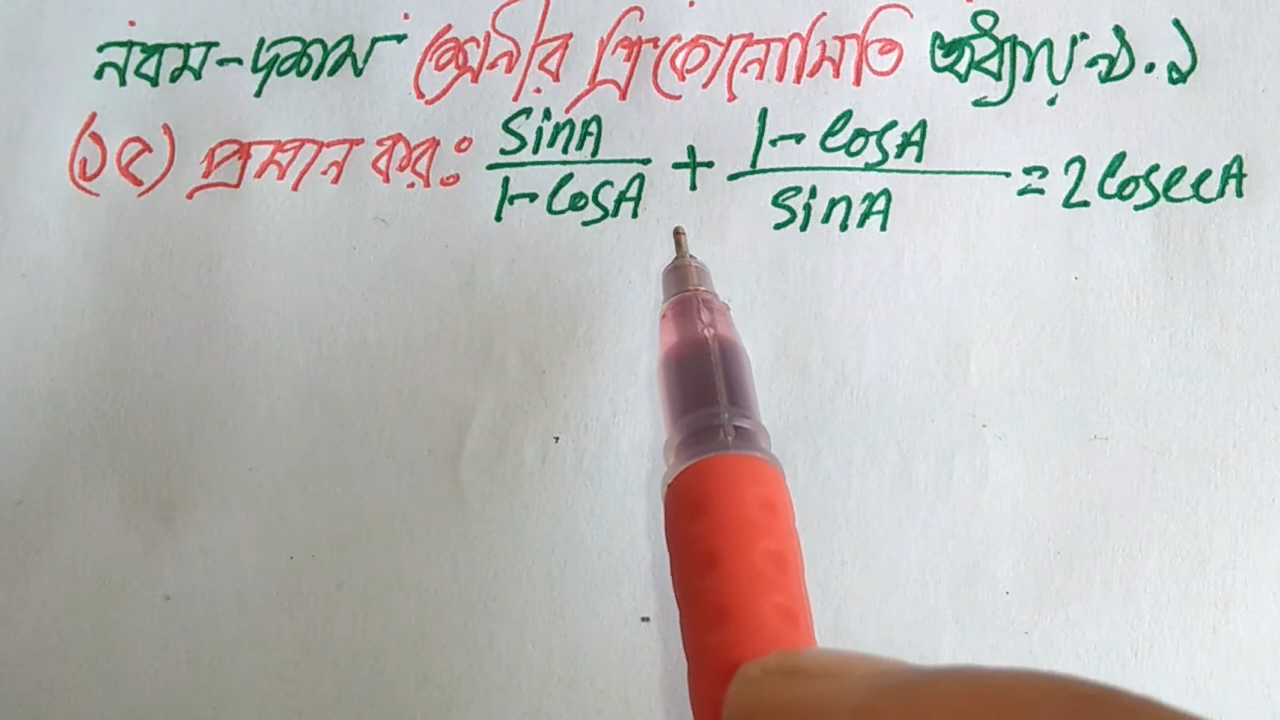 নবম-দশম শ্রেনীর ত্রিকোনোমিতি অধ্যায় ৯.১
(১৫) প্রমান কর: sinA/1-CosA + 1-CosA/sinA = 2CosecA